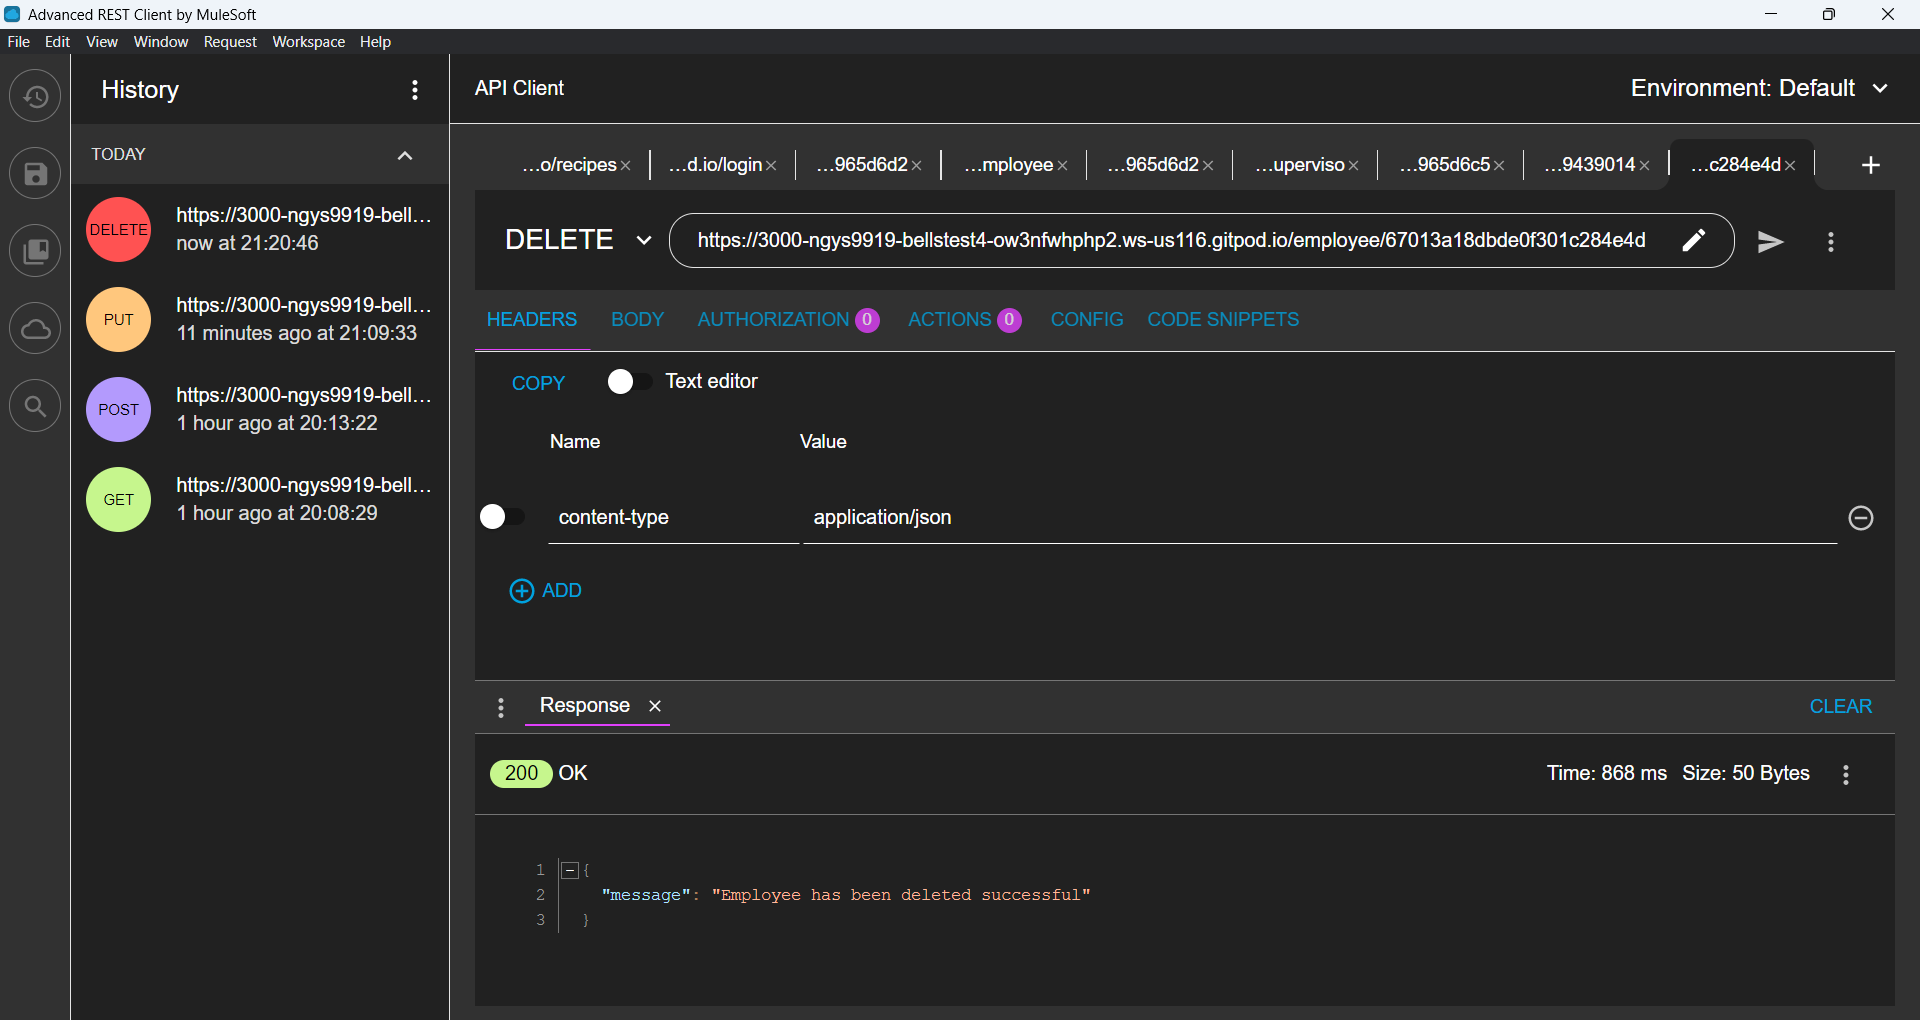 Advanced REST Client by MuleSoft
File Edit View Window Request Workspace Help
History
API Client
Environment: Default
TODAY
...o/recipes × ...d.io/login × ...965d6d2 × ...mployee × ...965d6d2 × ...uperviso × ...965d6c5 × ...9439014 × ...c284e4d × +
DELETE https://3000-ngys9919-bell...
now at 21:20:46
PUT https://3000-ngys9919-bell...
11 minutes ago at 21:09:33
POST https://3000-ngys9919-bell...
1 hour ago at 20:13:22
GET https://3000-ngys9919-bell...
1 hour ago at 20:08:29
DELETE https://3000-ngys9919-bellstest4-ow3nfwhphp2.ws-us116.gitpod.io/employee/67013a18dbde0f301c284e4d
HEADERS BODY AUTHORIZATION 0 ACTIONS 0 CONFIG CODE SNIPPETS
COPY Text editor
Name Value
content-type application/json
ADD
Response × CLEAR
200 OK Time: 868 ms Size: 50 Bytes
1 {
2 "message": "Employee has been deleted successful"
3 }